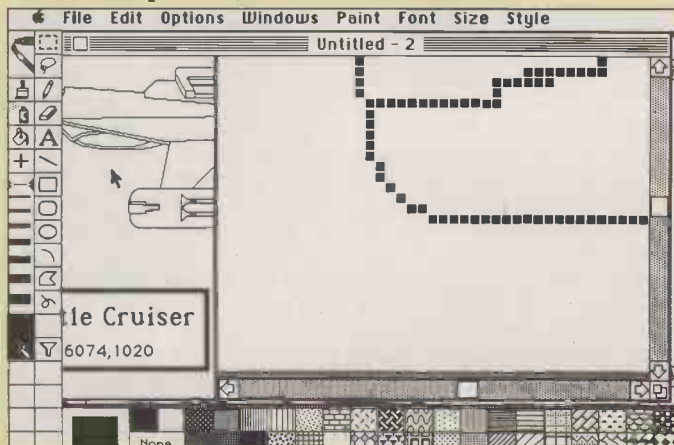 File Edit Options Windows Paint Font Size Style
Untitled - 2
A
tle Cruiser
6074,1020
None